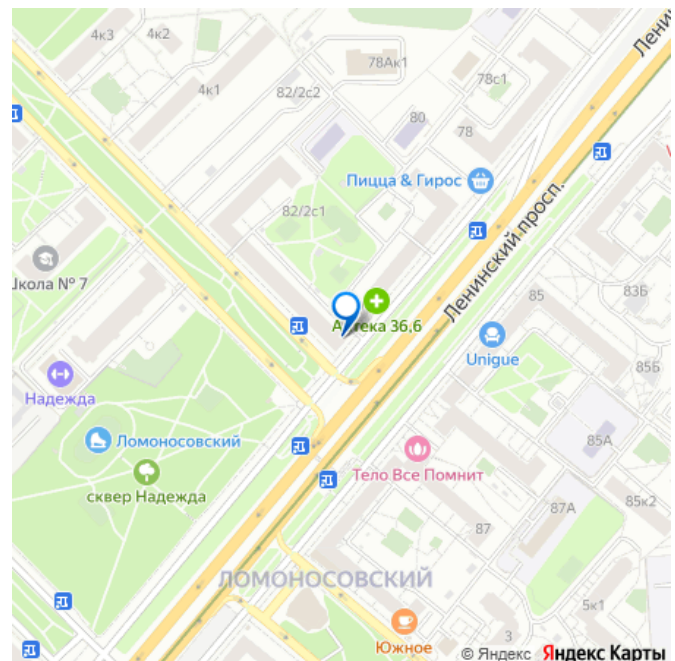 4к3
4к2
Ленин
78Ак1
78с1
4к1
82/2с2
80
78
Пицца & Гирос
82/2с1
Ленинский просп.
Школа № 7
85
83Б
Аптека 36,6
Unigue
85Б
Надежда
Ломоносовский
85А
Тело Все Помнит
сквер Надежда
85к2
87А
87
ЛОМОНОСОВСКИЙ
5к1
Южное
3
© Яндекс Яндекс Карты